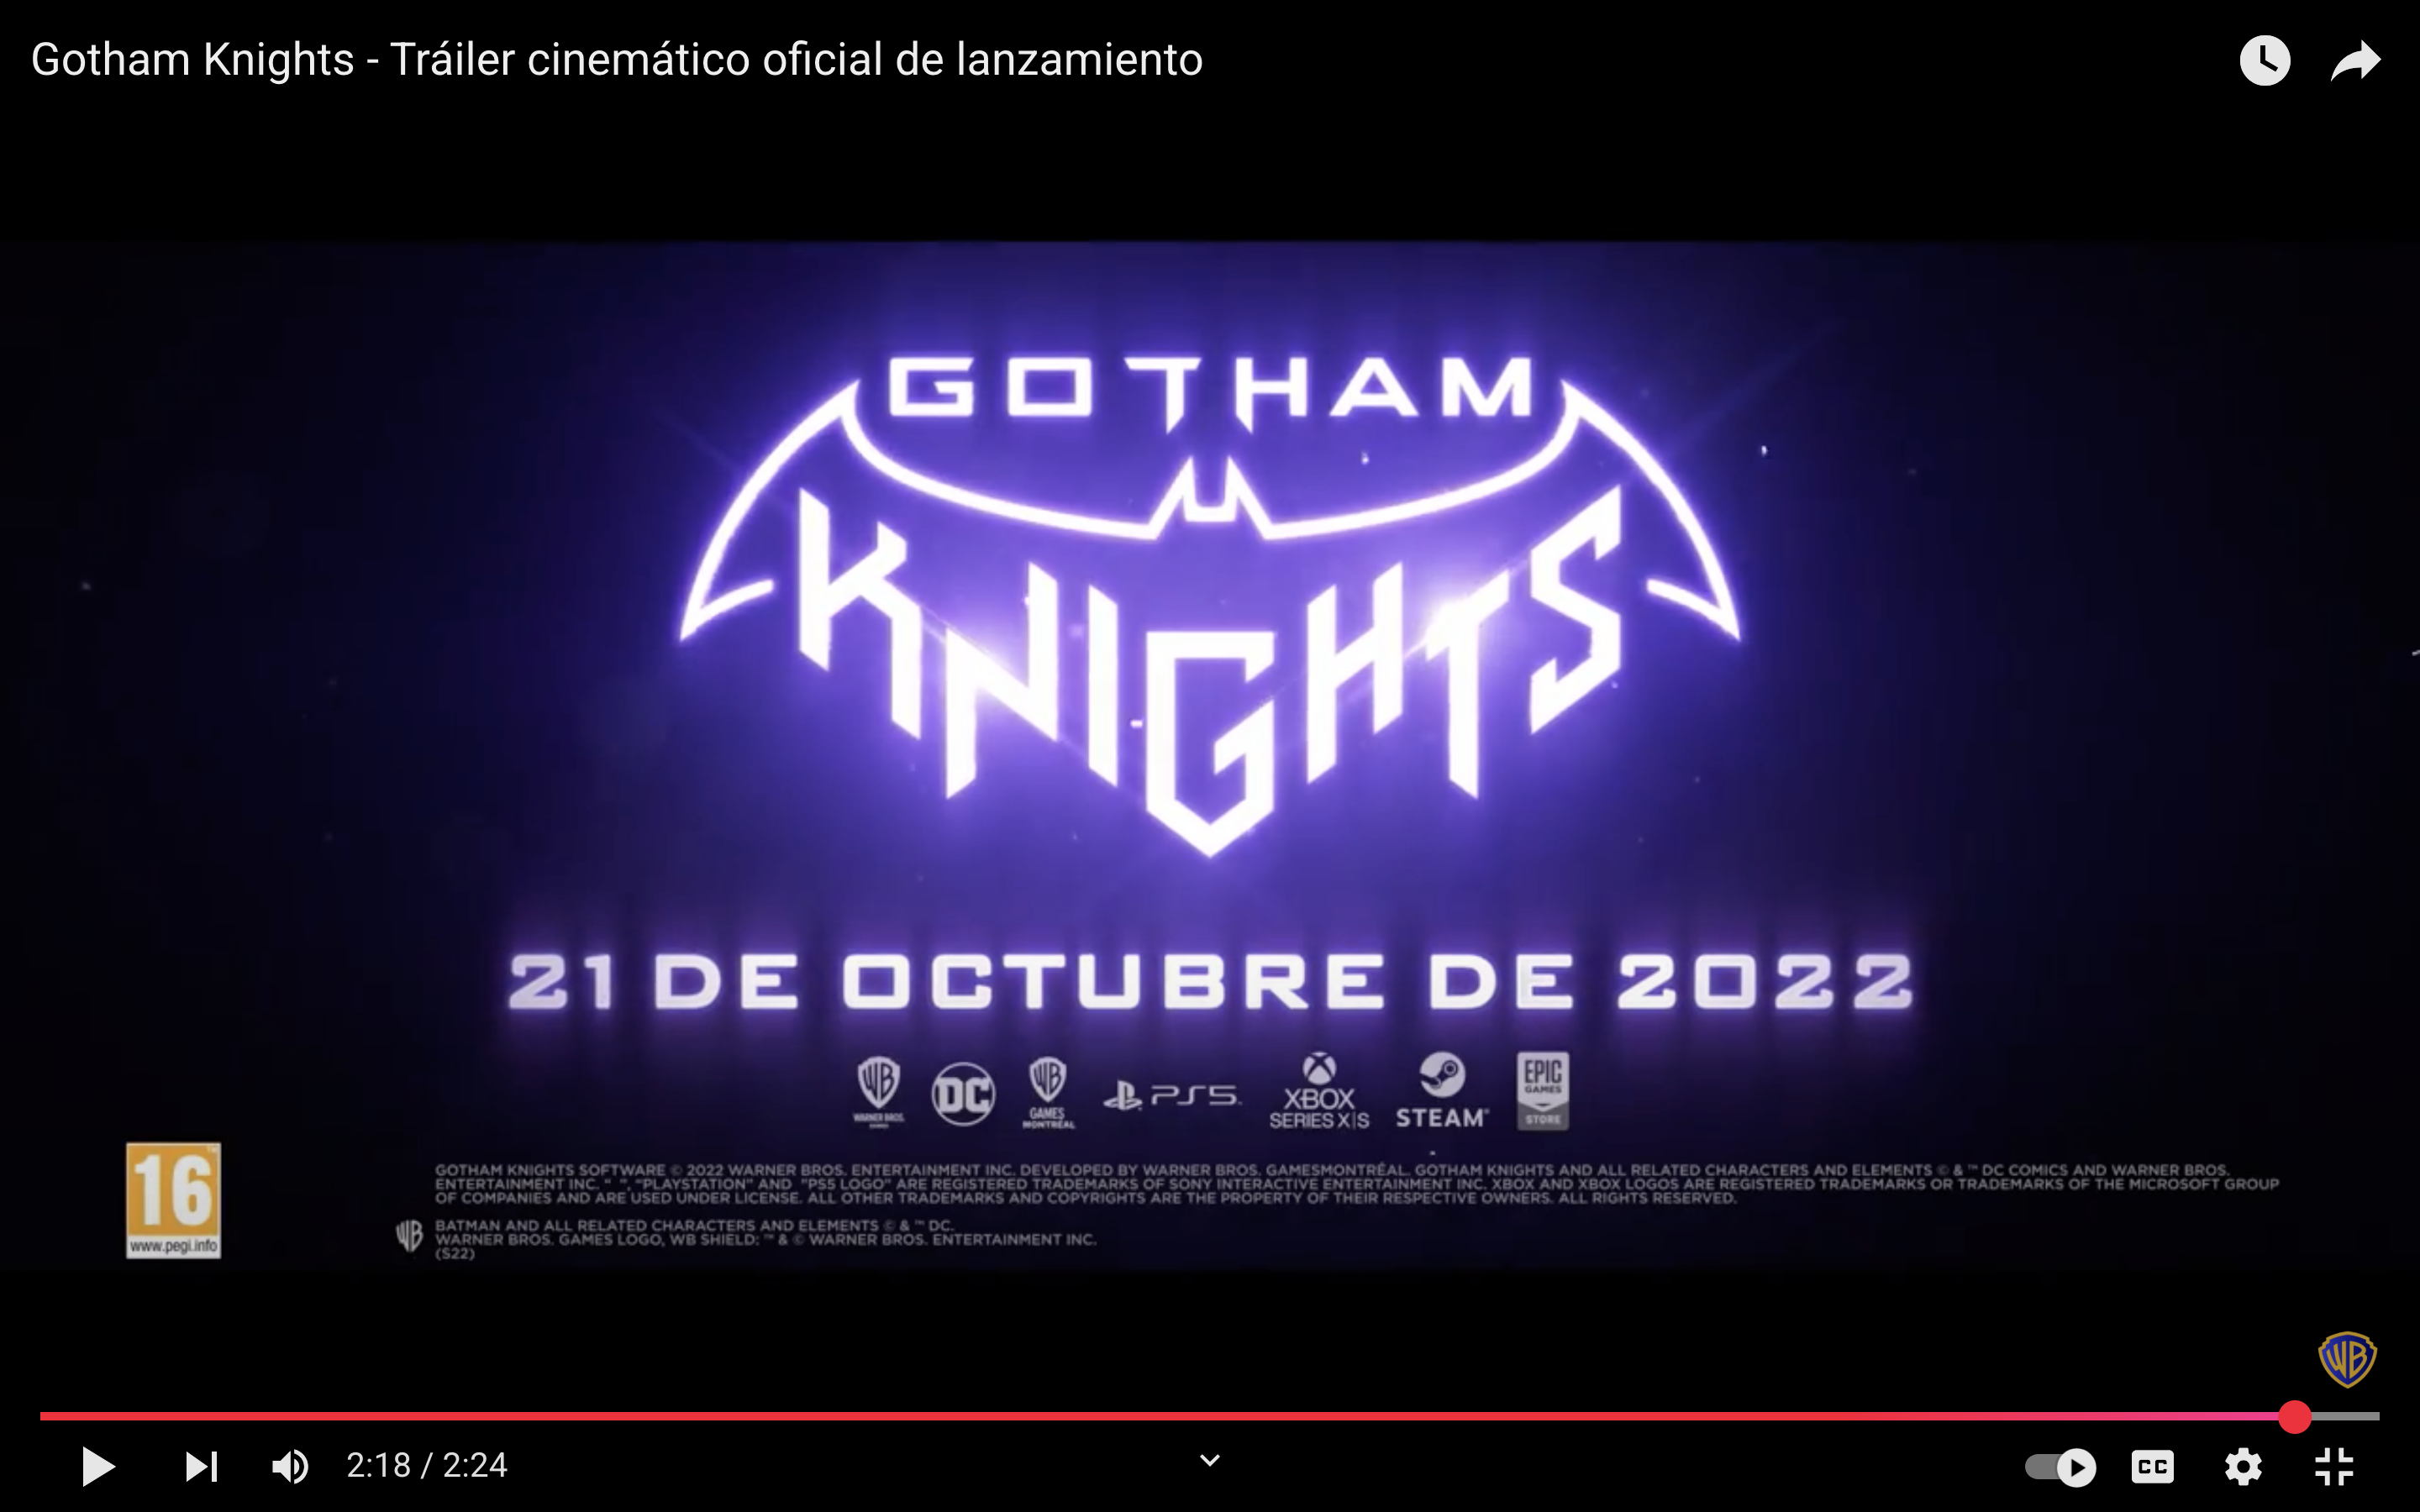 Gotham Knights - Tráiler cinemático oficial de lanzamiento
GOTHAM
KNIGHTS
21 DE OCTUBRE DE 2022
WB
WARNER BROS.
DC
WB
GAMES
MONTRÉAL
PS5
XBOX
SERIES X|S
STEAM
EPIC
GAMES
STORE
16
www.pegi.info
GOTHAM KNIGHTS SOFTWARE © 2022 WARNER BROS. ENTERTAINMENT INC. DEVELOPED BY WARNER BROS. GAMESMONTRÉAL. GOTHAM KNIGHTS AND ALL RELATED CHARACTERS AND ELEMENTS © & ™ DC COMICS AND WARNER BROS.
ENTERTAINMENT INC. " ", "PLAYSTATION" AND "PS5 LOGO" ARE REGISTERED TRADEMARKS OF SONY INTERACTIVE ENTERTAINMENT INC. XBOX AND XBOX LOGOS ARE REGISTERED TRADEMARKS OR TRADEMARKS OF THE MICROSOFT GROUP
OF COMPANIES AND ARE USED UNDER LICENSE. ALL OTHER TRADEMARKS AND COPYRIGHTS ARE THE PROPERTY OF THEIR RESPECTIVE OWNERS. ALL RIGHTS RESERVED.
WB
BATMAN AND ALL RELATED CHARACTERS AND ELEMENTS © & ™ DC.
WARNER BROS. GAMES LOGO, WB SHIELD: ™ & © WARNER BROS. ENTERTAINMENT INC.
(S22)
WB
2:18 / 2:24
CC